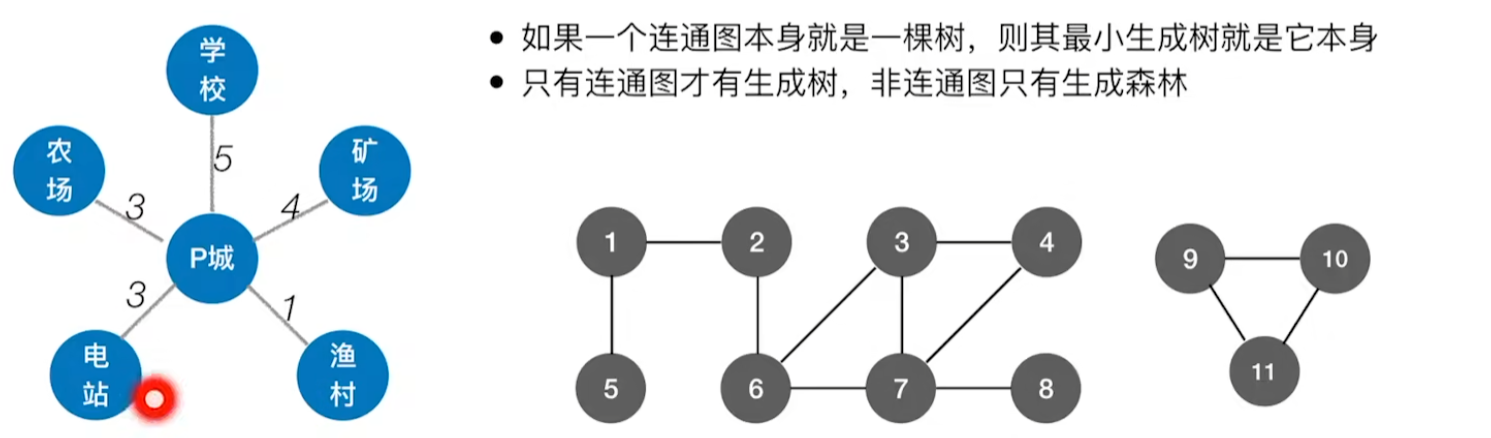 • 如果一个连通图本身就是一棵树，则其最小生成树就是它本身
• 只有连通图才有生成树，非连通图只有生成森林
学
校
农
场
矿
场
5
3
4
P城
3
1
电
站
渔
村
1
2
3
4
5
6
7
8
9
10
11